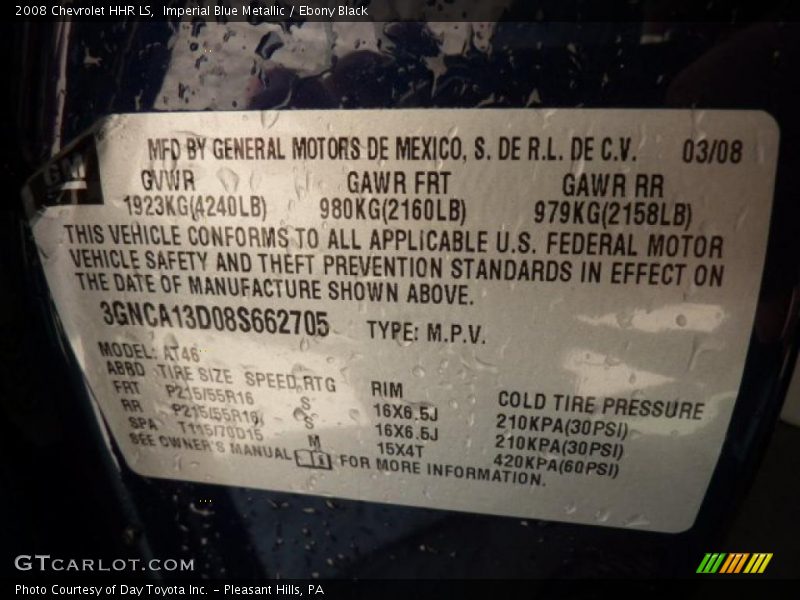 2008 Chevrolet HHR LS, Imperial Blue Metallic / Ebony Black
GM
MFD BY GENERAL MOTORS DE MEXICO, S. DE R.L. DE C.V. 03/08
GVWR GAWR FRT GAWR RR
1923KG(4240LB) 980KG(2160LB) 979KG(2158LB)
THIS VEHICLE CONFORMS TO ALL APPLICABLE U.S. FEDERAL MOTOR
VEHICLE SAFETY AND THEFT PREVENTION STANDARDS IN EFFECT ON
THE DATE OF MANUFACTURE SHOWN ABOVE.
3GNCA13D08S662705 TYPE: M.P.V.
MODEL: AT46
ABBD TIRE SIZE SPEED RTG RIM COLD TIRE PRESSURE
FRT P215/55R16 S 16X6.5J 210KPA(30PSI)
RR P215/55R16 S 16X6.5J 210KPA(30PSI)
SPA T115/70D15 M 15X4T 420KPA(60PSI)
SEE OWNER'S MANUAL FOR MORE INFORMATION.
GTCARLOT.COM
Photo Courtesy of Day Toyota Inc. - Pleasant Hills, PA